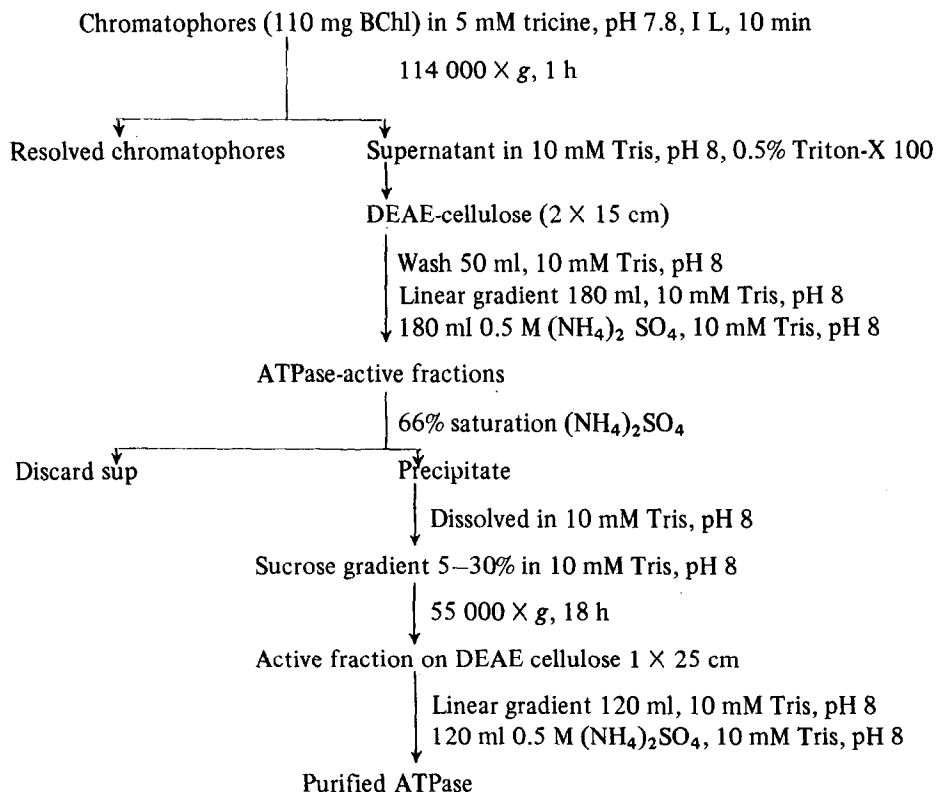 Chromatophores (110 mg BChl) in 5 mM tricine, pH 7.8, I L, 10 min
114 000 × g, 1 h
Resolved chromatophores
Supernatant in 10 mM Tris, pH 8, 0.5% Triton-X 100
DEAE-cellulose (2 × 15 cm)
Wash 50 ml, 10 mM Tris, pH 8
Linear gradient 180 ml, 10 mM Tris, pH 8
180 ml 0.5 M (NH₄)₂ SO₄, 10 mM Tris, pH 8
ATPase-active fractions
66% saturation (NH₄)₂SO₄
Discard sup
Precipitate
Dissolved in 10 mM Tris, pH 8
Sucrose gradient 5–30% in 10 mM Tris, pH 8
55 000 × g, 18 h
Active fraction on DEAE cellulose 1 × 25 cm
Linear gradient 120 ml, 10 mM Tris, pH 8
120 ml 0.5 M (NH₄)₂SO₄, 10 mM Tris, pH 8
Purified ATPase